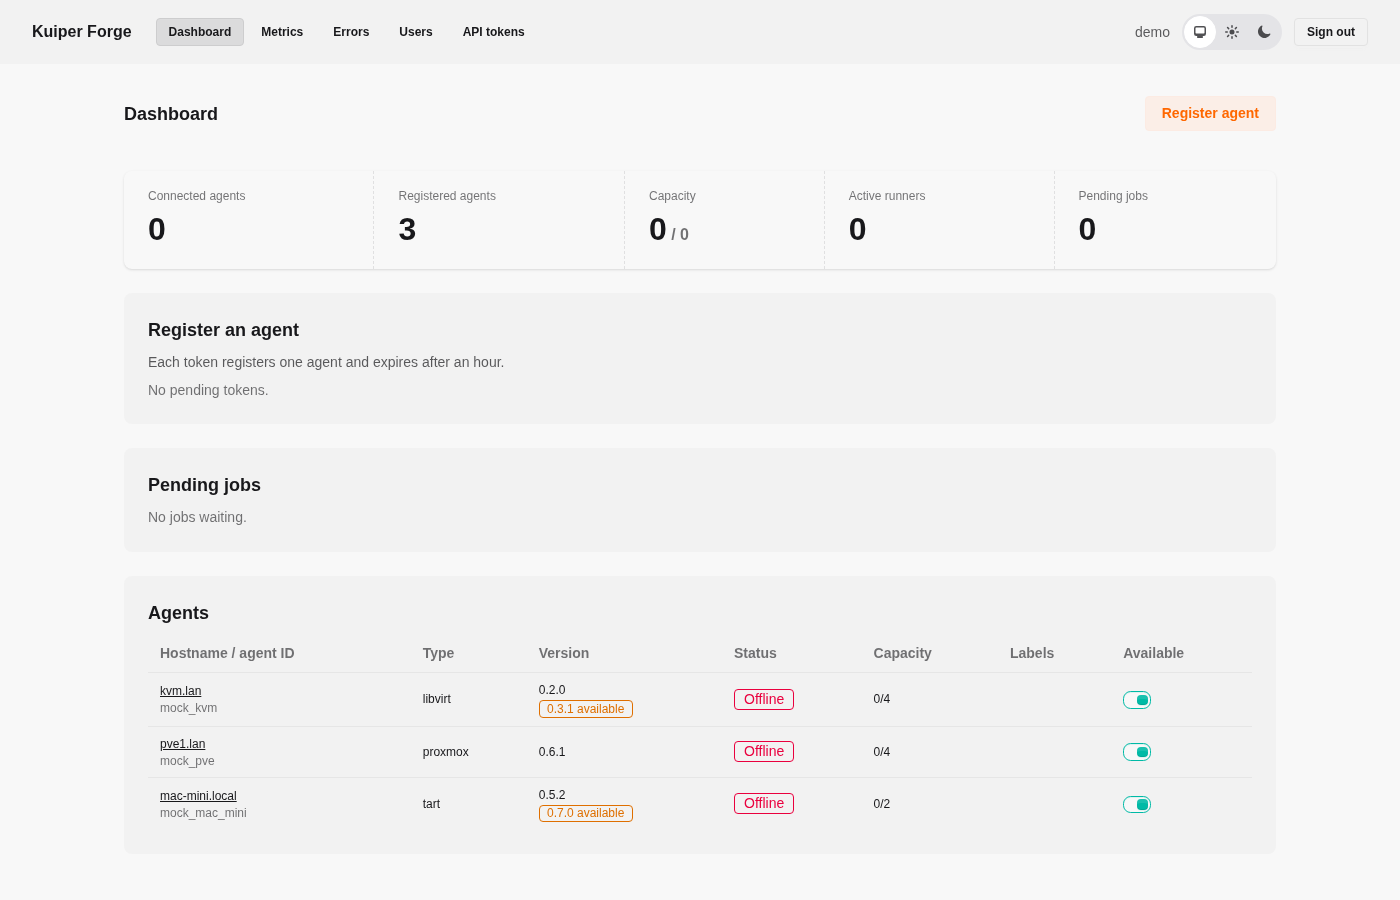 Kuiper Forge
Dashboard
Metrics
Errors
Users
API tokens
demo
Sign out
Dashboard
Register agent
Connected agents
0
Registered agents
3
Capacity
0 / 0
Active runners
0
Pending jobs
0
Register an agent
Each token registers one agent and expires after an hour.
No pending tokens.
Pending jobs
No jobs waiting.
Agents
Hostname / agent ID Type Version Status Capacity Labels Available
kvm.lan
mock_kvm
libvirt
0.2.0
0.3.1 available
Offline
0/4
pve1.lan
mock_pve
proxmox
0.6.1
Offline
0/4
mac-mini.local
mock_mac_mini
tart
0.5.2
0.7.0 available
Offline
0/2